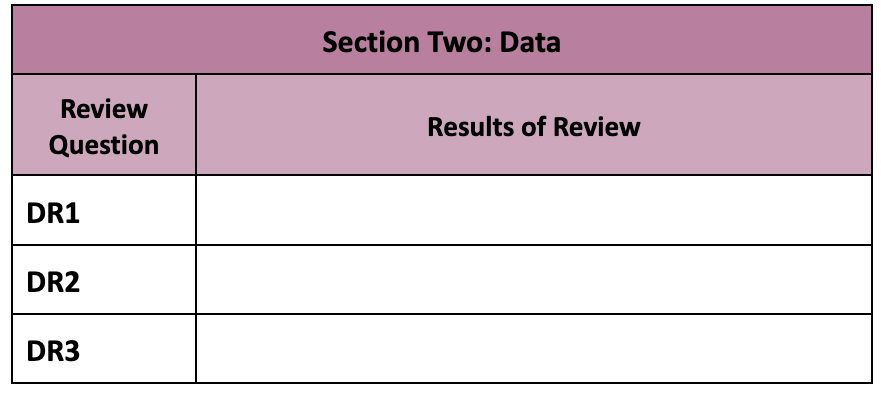 Section Two: Data
Review
Question
Results of Review
DR1
DR2
DR3